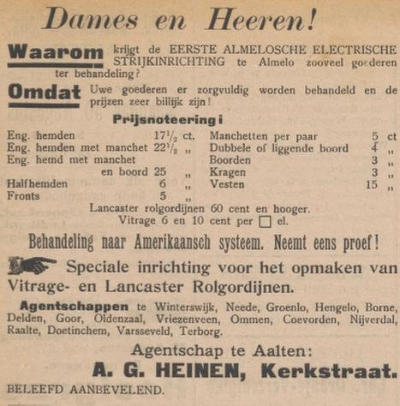 Dames en Heeren!
Waarom krijgt de EERSTE ALMELOSCHE ELECTRISCHE
STRIJKINRICHTING te Almelo zooveel goederen
ter behandeling?
Omdat Uwe goederen er zorgvuldig worden behandeld en de
prijzen zeer billijk zijn!
Prijsnoteering:
Eng. hemden 17½ ct. Manchetten per paar 5 ct
Eng. hemden met manchet 22½ „ Dubbele of liggende boord 4 „
Eng. hemd met manchet Boorden 3 „
en boord 25 „ Kragen 3 „
Halfhemden 6 „ Vesten 15 „
Fronts 5 „
Lancaster rolgordijnen 60 cent en hooger.
Vitrage 6 en 10 cent per □ el.
Behandeling naar Amerikaansch systeem. Neemt eens proef!
Speciale inrichting voor het opmaken van
Vitrage- en Lancaster Rolgordijnen.
Agentschappen te Winterswijk, Neede, Groenlo, Hengelo, Borne,
Delden, Goor, Oldenzaal, Vriezenveen, Ommen, Coevorden, Nijverdal,
Raalte, Doetinchem, Varsseveld, Terborg.
Agentschap te Aalten:
A. G. HEINEN, Kerkstraat.
BELEEFD AANBEVELEND.